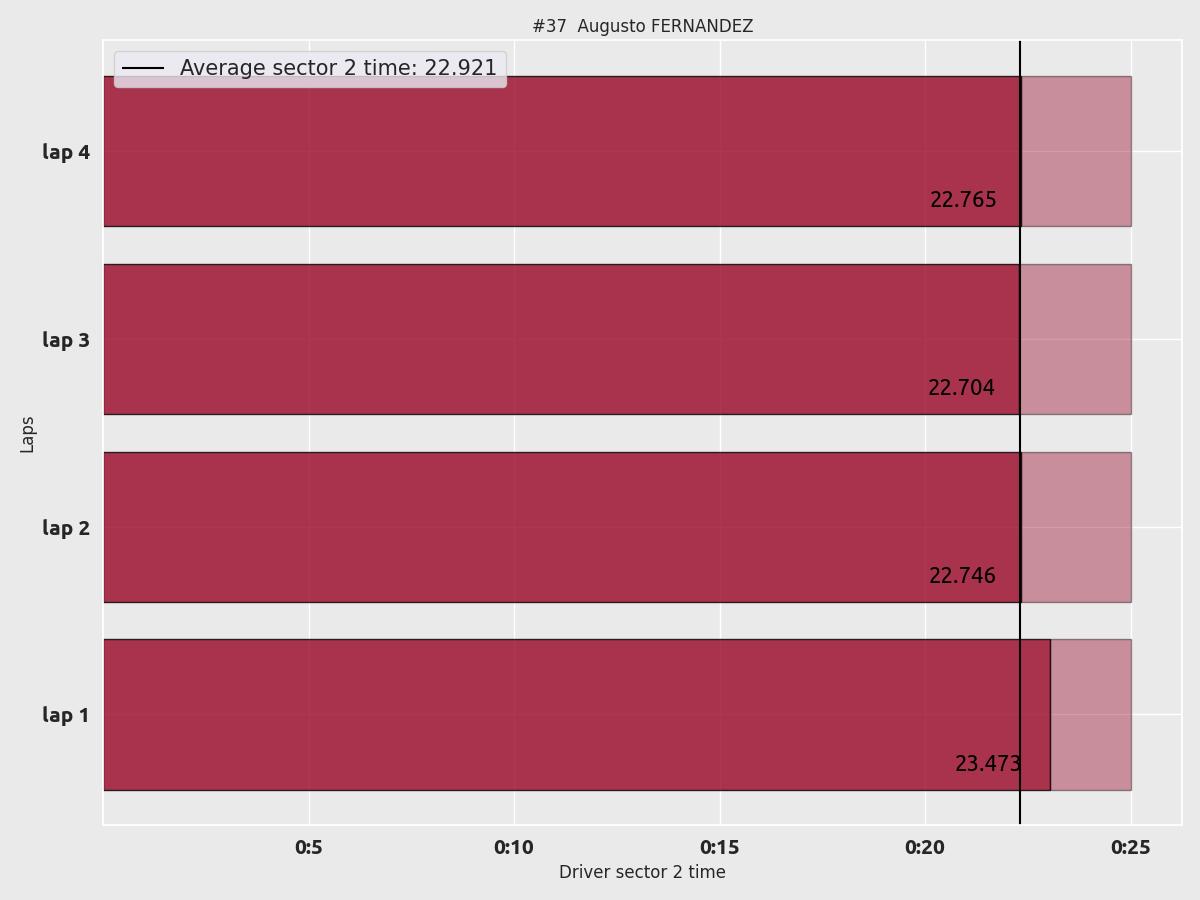 #37  Augusto FERNANDEZ
Average sector 2 time: 22.921
lap 4
22.765
lap 3
22.704
lap 2
22.746
lap 1
23.473
Laps
0:5 0:10 0:15 0:20 0:25
Driver sector 2 time